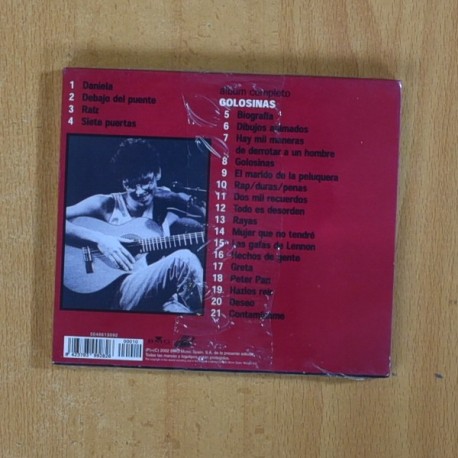 1 Daniela
2 Debajo del puente
3 Raíz
4 Siete puertas
álbum completo
GOLOSINAS
5 Biografía
6 Dibujos animados
7 Hay mil maneras
de derrotar a un hombre
8 Golosinas
9 El marido de la peluquera
10 Rap/duras/penas
11 Dos mil recuerdos
12 Todo es desorden
13 Rayas
14 Mujer que no tendré
15 Las gafas de Lennon
16 Hechos de gente
17 Greta
18 Peter Pan
19 Hazlos reír
20 Deseo
21 Contamíname